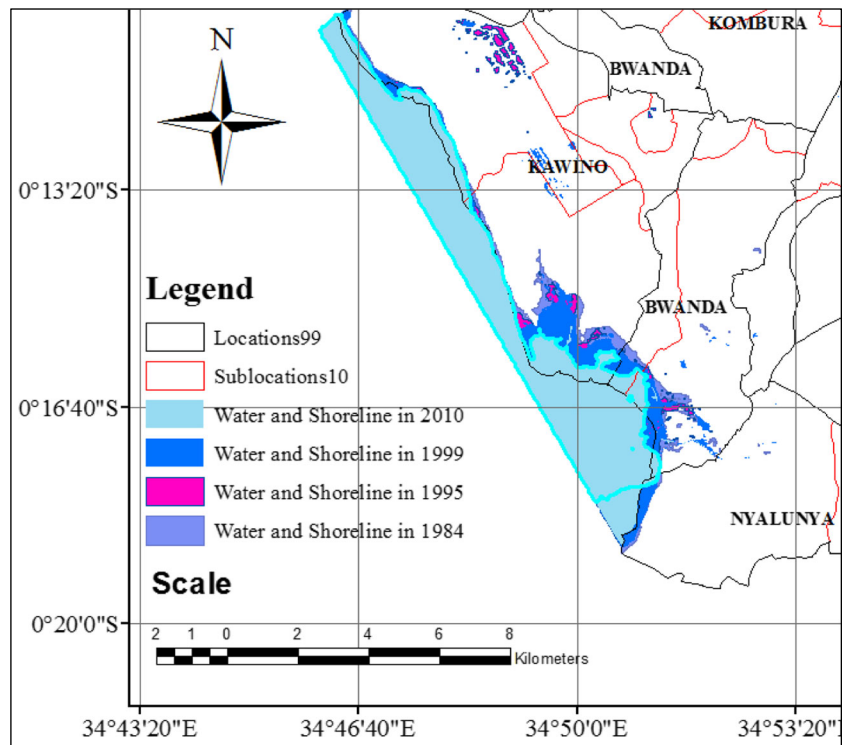 KOMBURA
N
BWANDA
KAWINO
0°13'20"S
Legend
BWANDA
Locations99
Sublocations10
0°16'40"S
Water and Shoreline in 2010
Water and Shoreline in 1999
Water and Shoreline in 1995
NYALUNYA
Water and Shoreline in 1984
Scale
0°20'0"S
2 1 0 2 4 6 8
Kilometers
34°43'20"E 34°46'40"E 34°50'0"E 34°53'20"E